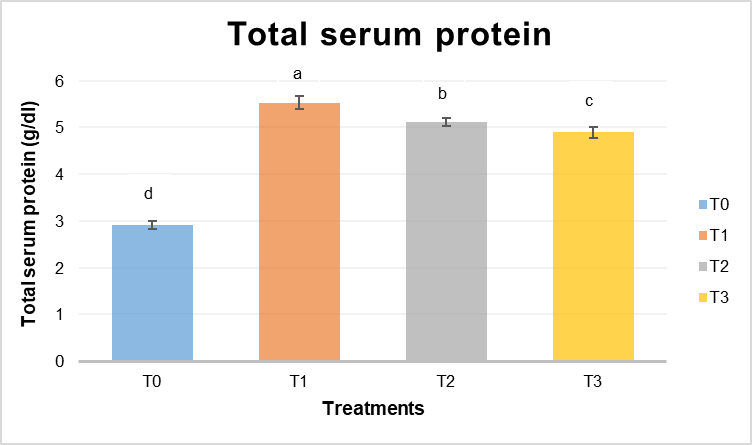 Total serum protein
Total serum protein (g/dl)
6
5
4
3
2
1
0
d
a
b
c
T0
T1
T2
T3
Treatments
T0
T1
T2
T3